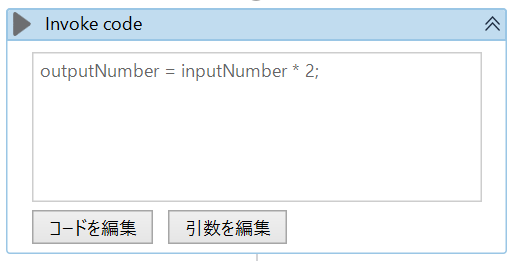 Invoke code
outputNumber = inputNumber * 2;
コードを編集 引数を編集